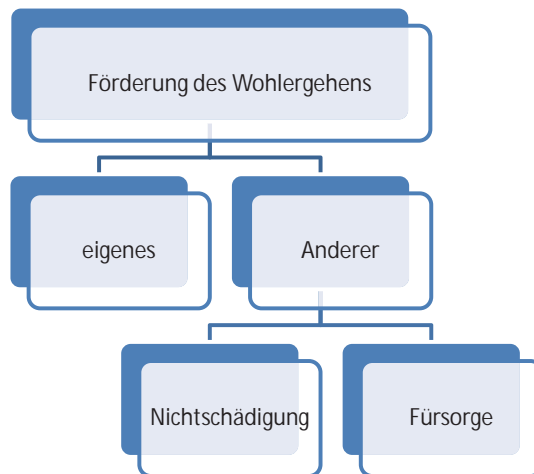 Förderung des Wohlergehens
eigenes
Anderer
Nichtschädigung
Fürsorge